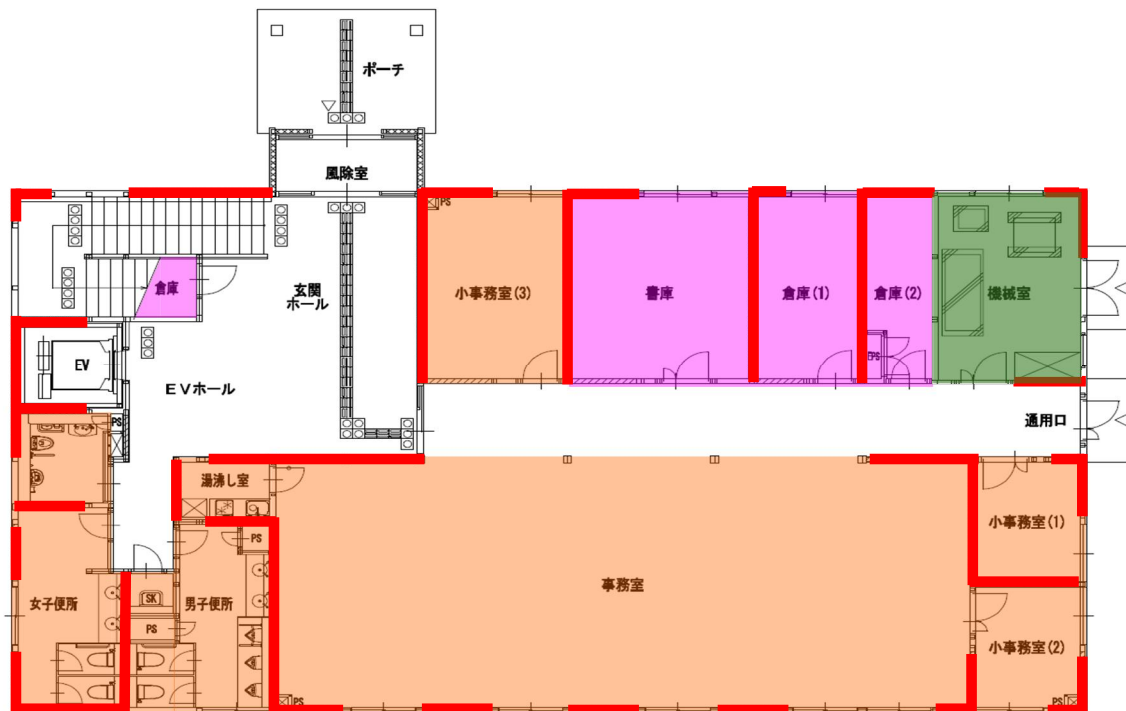 ポーチ
風除室
PS
倉庫
玄関
ホール
小事務室(3)
書庫
倉庫(1)
倉庫(2)
機械室
EPS
EV
EVホール
PS
通用口
湯沸し室
小事務室(1)
PS
事務室
女子便所
SK
男子便所
PS
小事務室(2)
PS
PS